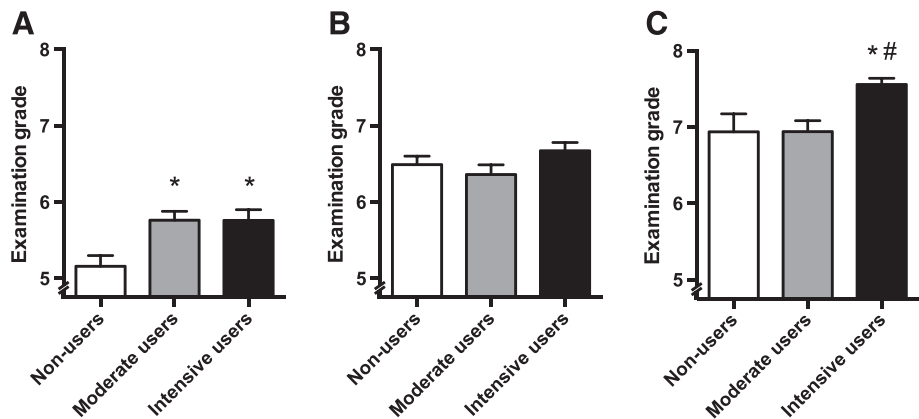 A
Examination grade
8
7
6
5
* *
Non-users
Moderate users
Intensive users
B
Examination grade
8
7
6
5
Non-users
Moderate users
Intensive users
C
Examination grade
8
7
6
5
* #
Non-users
Moderate users
Intensive users